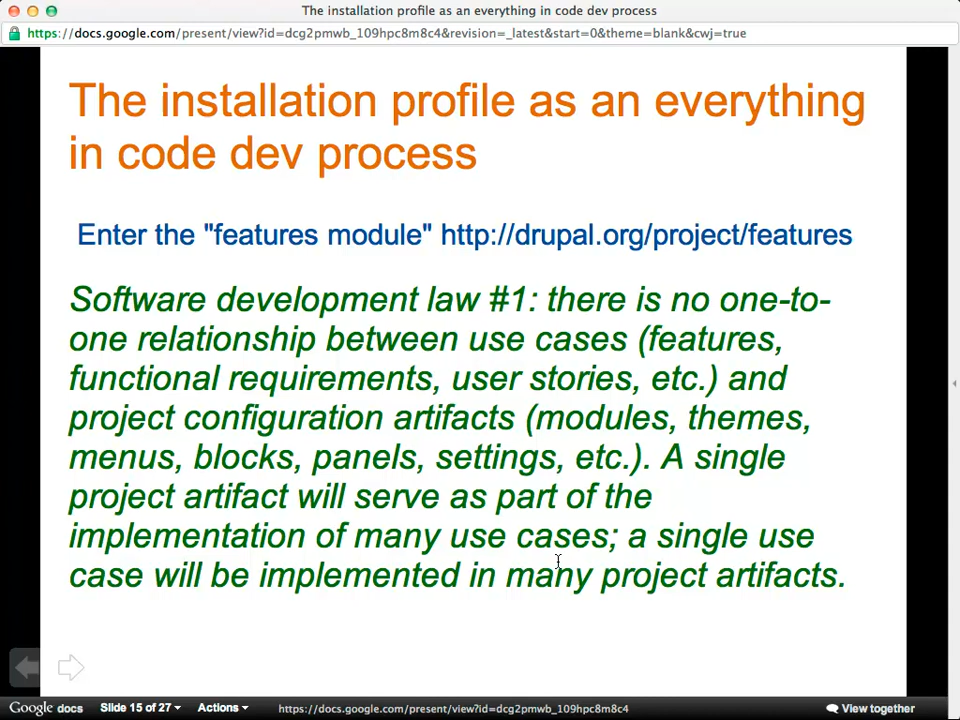 The installation profile as an everything in code dev process
https://docs.google.com/present/view?id=dcg2pmwb_109hpc8m8c4&revision=_latest&start=0&theme=blank&cwj=true
The installation profile as an everything
in code dev process
Enter the "features module" http://drupal.org/project/features
Software development law #1: there is no one-to-
one relationship between use cases (features,
functional requirements, user stories, etc.) and
project configuration artifacts (modules, themes,
menus, blocks, panels, settings, etc.). A single
project artifact will serve as part of the
implementation of many use cases; a single use
case will be implemented in many project artifacts.
Google docs Slide 15 of 27 Actions https://docs.google.com/present/view?id=dcg2pmwb_109hpc8m8c4 View together